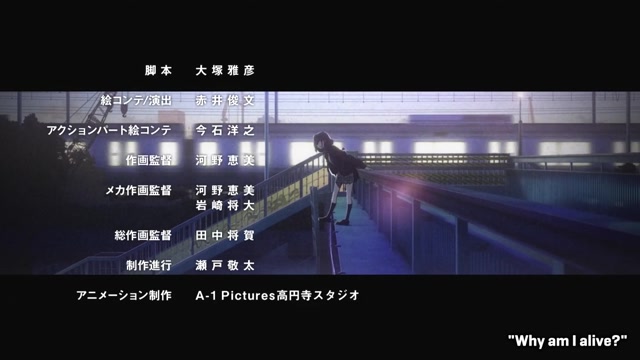 脚本 大塚雅彦
絵コンテ/演出 赤井俊文
アクションパート絵コンテ 今石洋之
作画監督 河野恵美
メカ作画監督 河野恵美
岩崎将大
総作画監督 田中将賀
制作進行 瀬戸敬太
アニメーション制作 A-1 Pictures高円寺スタジオ
"Why am I alive?"